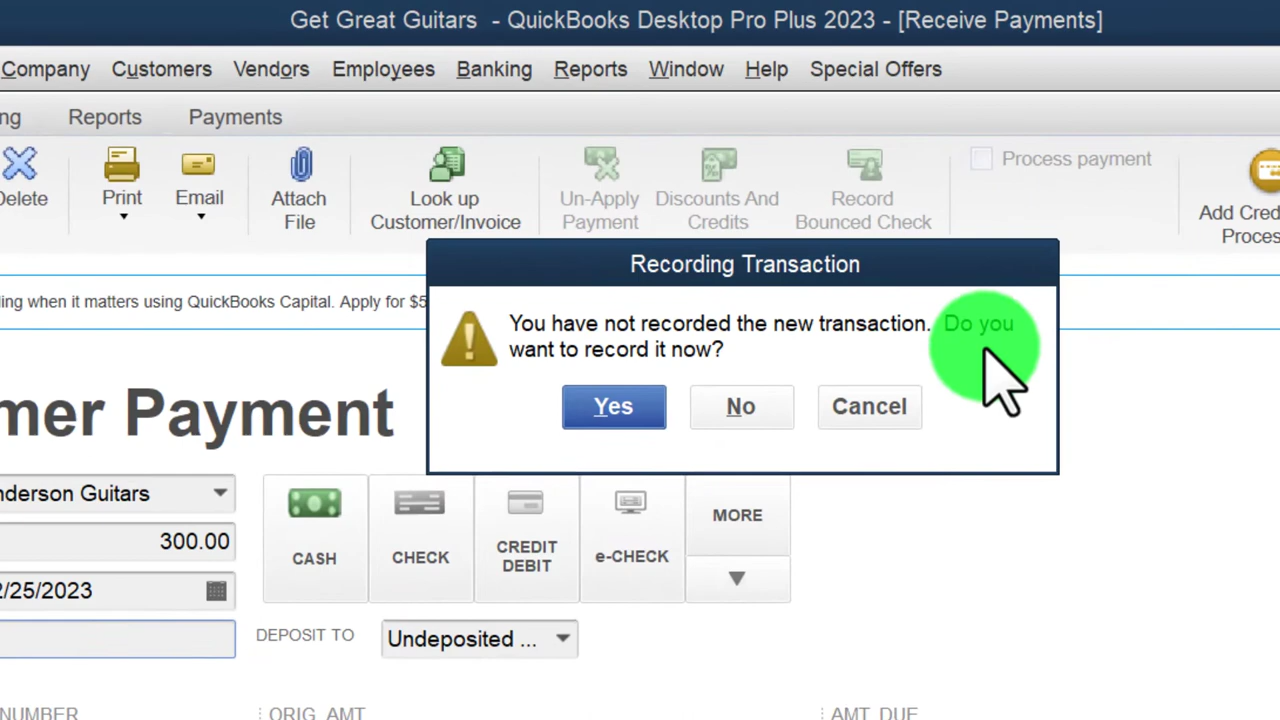 Get Great Guitars - QuickBooks Desktop Pro Plus 2023 - [Receive Payments]
Company Customers Vendors Employees Banking Reports Window Help Special Offers
ng Reports Payments
Delete Print Email Attach File Look up Customer/Invoice Un-Apply Payment Discounts And Credits Record Bounced Check Process payment Add Cred Proces
ling when it matters using QuickBooks Capital. Apply for $5
Recording Transaction
You have not recorded the new transaction. Do you
want to record it now?
Yes No Cancel
mer Payment
nderson Guitars
300.00
2/25/2023
CASH CHECK CREDIT DEBIT e-CHECK MORE
DEPOSIT TO Undeposited ...
NUMBER ORIG. AMT. AMT. DUE